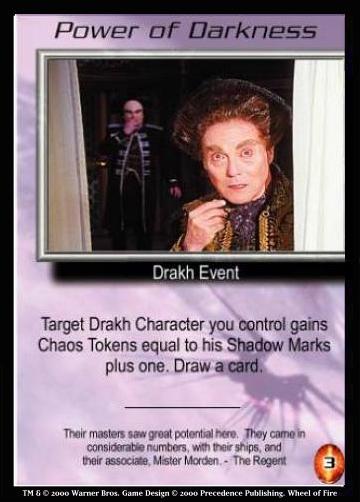 Power of Darkness
Drakh Event
Target Drakh Character you control gains
Chaos Tokens equal to his Shadow Marks
plus one. Draw a card.
Their masters saw great potential here. They came in
considerable numbers, with their ships, and
their associate, Mister Morden. - The Regent
3
TM & © 2000 Warner Bros. Game Design © 2000 Precedence Publishing. Wheel of Fire